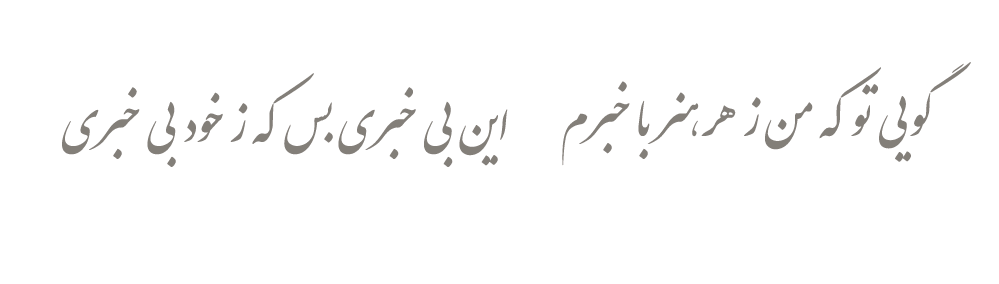 گویی تو که من ز هر هنر با خبرم این بی خبری بس که ز خود بی خبری